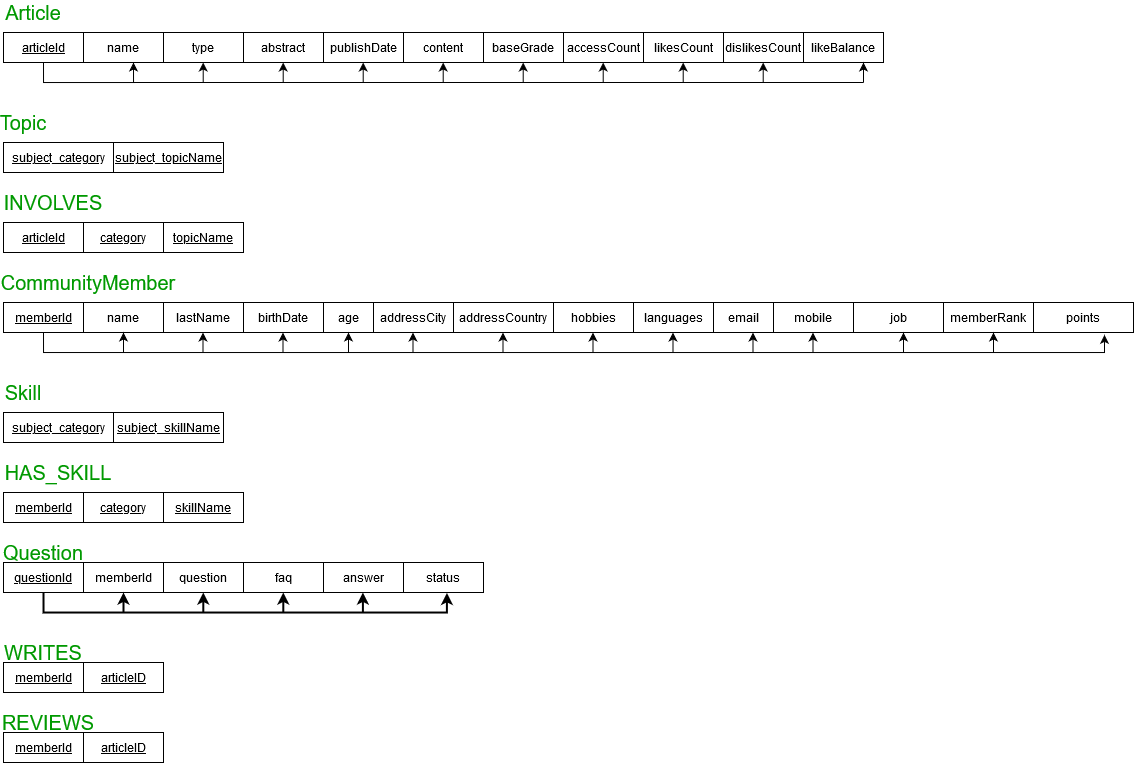 Article
articleId name type abstract publishDate content baseGrade accessCount likesCount dislikesCount likeBalance
Topic
subject_category subject_topicName
INVOLVES
articleId category topicName
CommunityMember
memberId name lastName birthDate age addressCity addressCountry hobbies languages email mobile job memberRank points
Skill
subject_category subject_skillName
HAS_SKILL
memberId category skillName
Question
questionId memberId question faq answer status
WRITES
memberId articleID
REVIEWS
memberId articleID